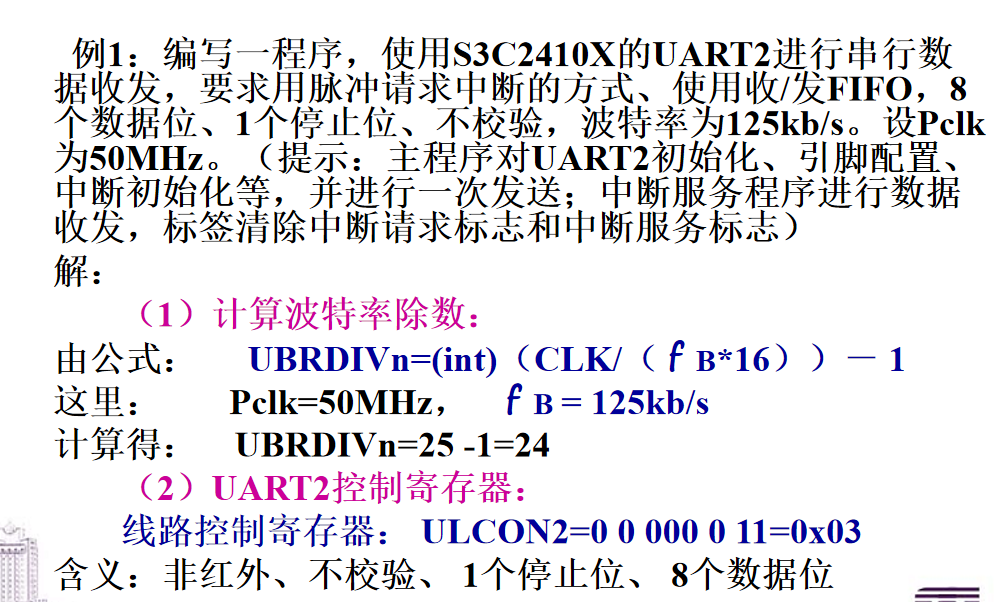 例1：编写一程序，使用S3C2410X的UART2进行串行数
据收发，要求用脉冲请求中断的方式、使用收/发FIFO，8
个数据位、1个停止位、不校验，波特率为125kb/s。设Pclk
为50MHz。（提示：主程序对UART2初始化、引脚配置、
中断初始化等，并进行一次发送；中断服务程序进行数据
收发，标签清除中断请求标志和中断服务标志）
解：
（1）计算波特率除数：
由公式： UBRDIVn=(int)（CLK/（ｆB*16））－1
这里： Pclk=50MHz， ｆB = 125kb/s
计算得： UBRDIVn=25 -1=24
（2）UART2控制寄存器：
线路控制寄存器： ULCON2=0 0 000 0 11=0x03
含义：非红外、不校验、 1个停止位、 8个数据位